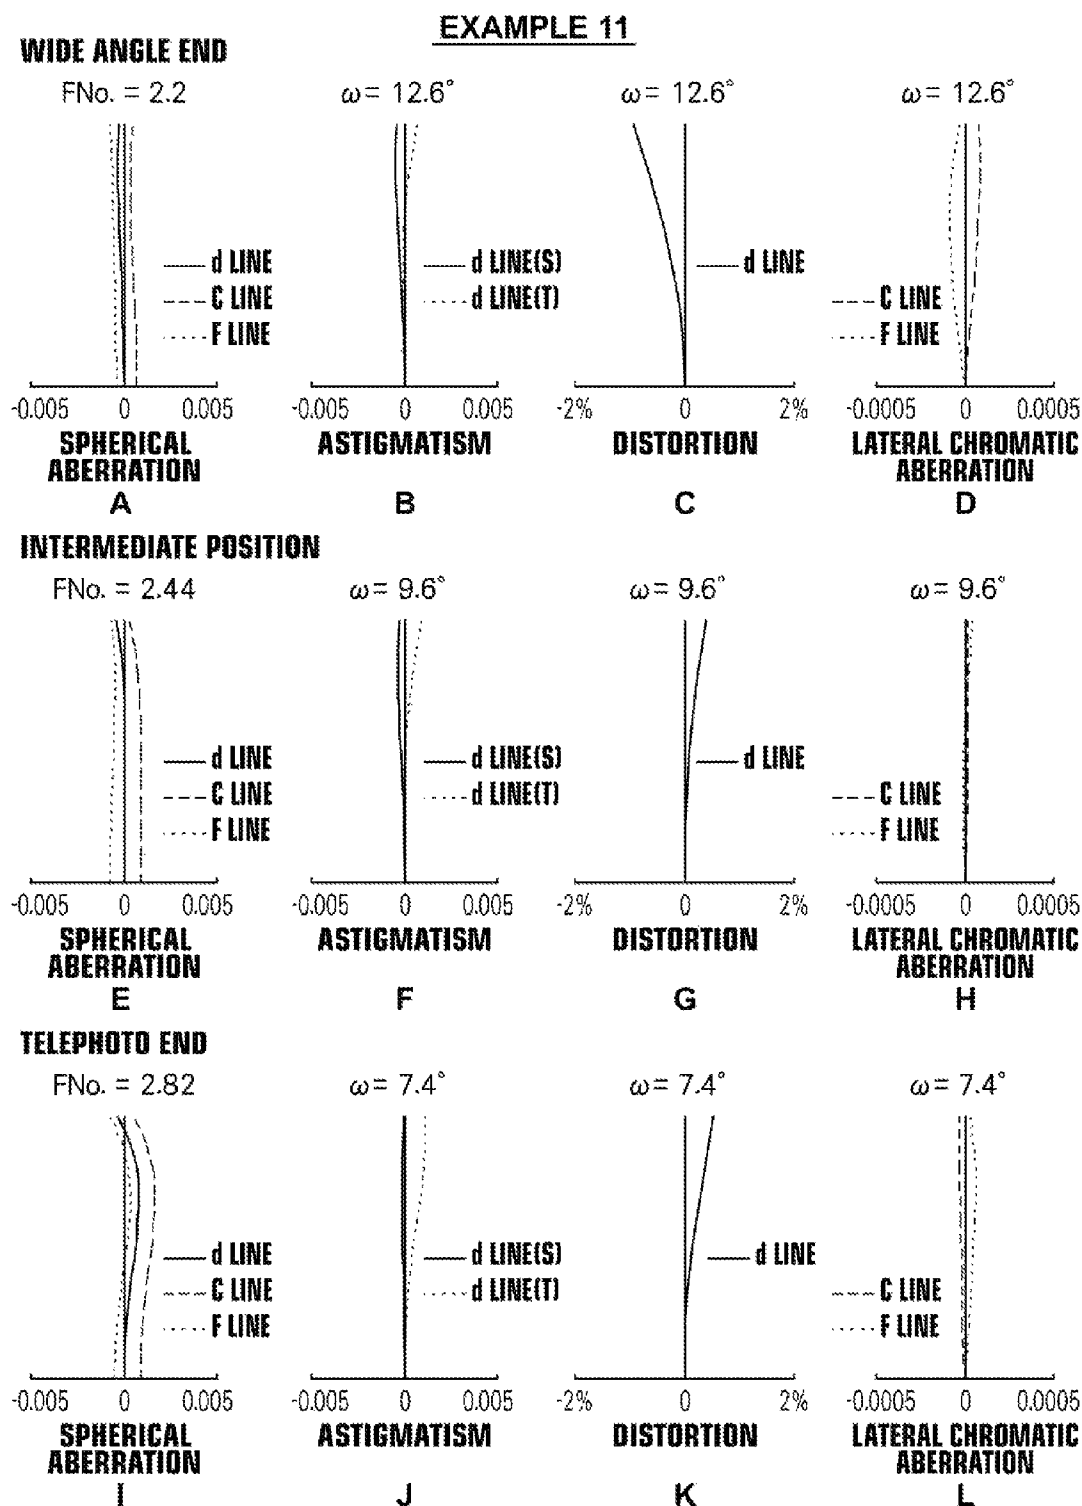 EXAMPLE 11
WIDE ANGLE END
FNo. = 2.2
ω = 12.6°
ω = 12.6°
ω = 12.6°
d LINE
C LINE
F LINE
d LINE(S)
d LINE(T)
d LINE
C LINE
F LINE
-0.005 0 0.005
-0.005 0 0.005
-2% 0 2%
-0.0005 0 0.0005
SPHERICAL
ABERRATION
ASTIGMATISM
DISTORTION
LATERAL CHROMATIC
ABERRATION
A
B
C
D
INTERMEDIATE POSITION
FNo. = 2.44
ω = 9.6°
ω = 9.6°
ω = 9.6°
d LINE
C LINE
F LINE
d LINE(S)
d LINE(T)
d LINE
C LINE
F LINE
-0.005 0 0.005
-0.005 0 0.005
-2% 0 2%
-0.0005 0 0.0005
SPHERICAL
ABERRATION
ASTIGMATISM
DISTORTION
LATERAL CHROMATIC
ABERRATION
E
F
G
H
TELEPHOTO END
FNo. = 2.82
ω = 7.4°
ω = 7.4°
ω = 7.4°
d LINE
C LINE
F LINE
d LINE(S)
d LINE(T)
d LINE
C LINE
F LINE
-0.005 0 0.005
-0.005 0 0.005
-2% 0 2%
-0.0005 0 0.0005
SPHERICAL
ABERRATION
ASTIGMATISM
DISTORTION
LATERAL CHROMATIC
ABERRATION
I
J
K
L